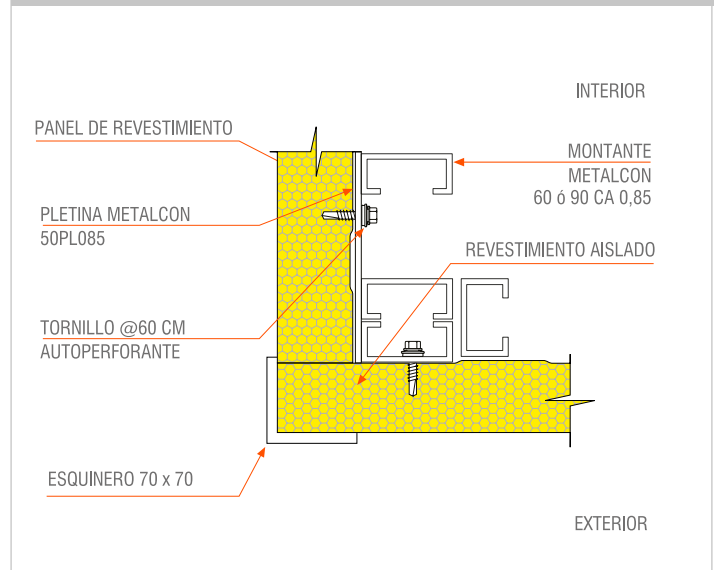 INTERIOR
PANEL DE REVESTIMIENTO
MONTANTE
METALCON
60 ó 90 CA 0,85
PLETINA METALCON
50PL085
REVESTIMIENTO AISLADO
TORNILLO @60 CM
AUTOPERFORANTE
ESQUINERO 70 x 70
EXTERIOR